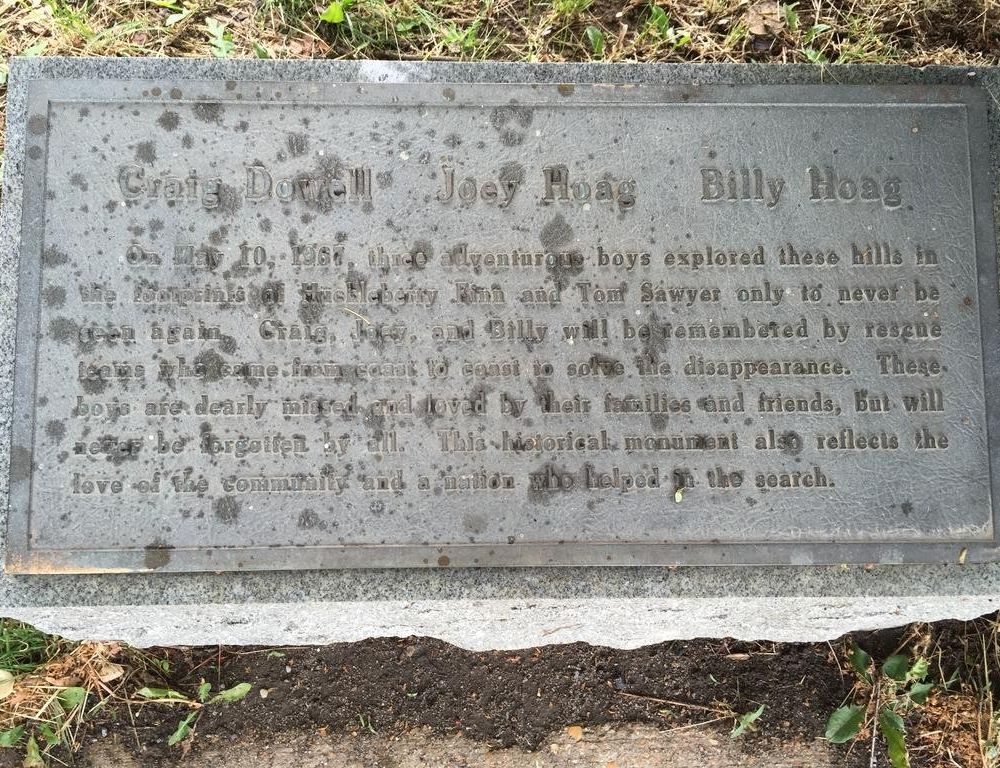 Craig Dowell Joey Hoag Billy Hoag
On May 10, 1967, three adventurous boys explored these hills in
the footprints of Huckleberry Finn and Tom Sawyer only to never be
seen again. Craig, Joey, and Billy will be remembered by rescue
teams who came from coast to coast to solve the disappearance. These
boys are dearly missed and loved by their families and friends, but will
never be forgotten by all. This historical monument also reflects the
love of the community and a nation who helped in the search.